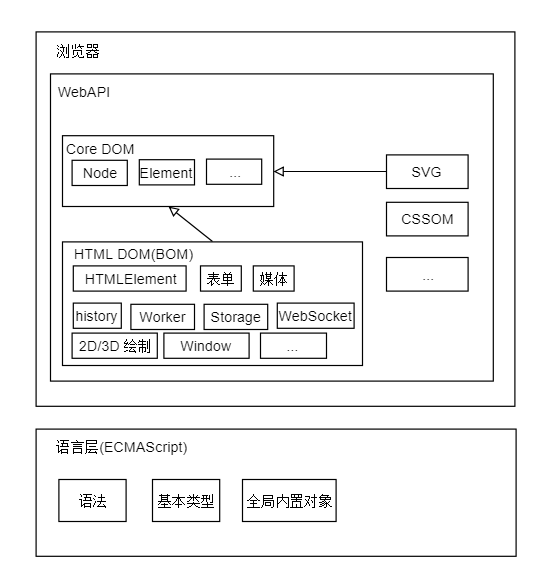 浏览器
WebAPI
Core DOM
Node
Element
...
SVG
CSSOM
...
HTML DOM(BOM)
HTMLElement
表单
媒体
history
Worker
Storage
WebSocket
2D/3D 绘制
Window
...
语言层(ECMAScript)
语法
基本类型
全局内置对象